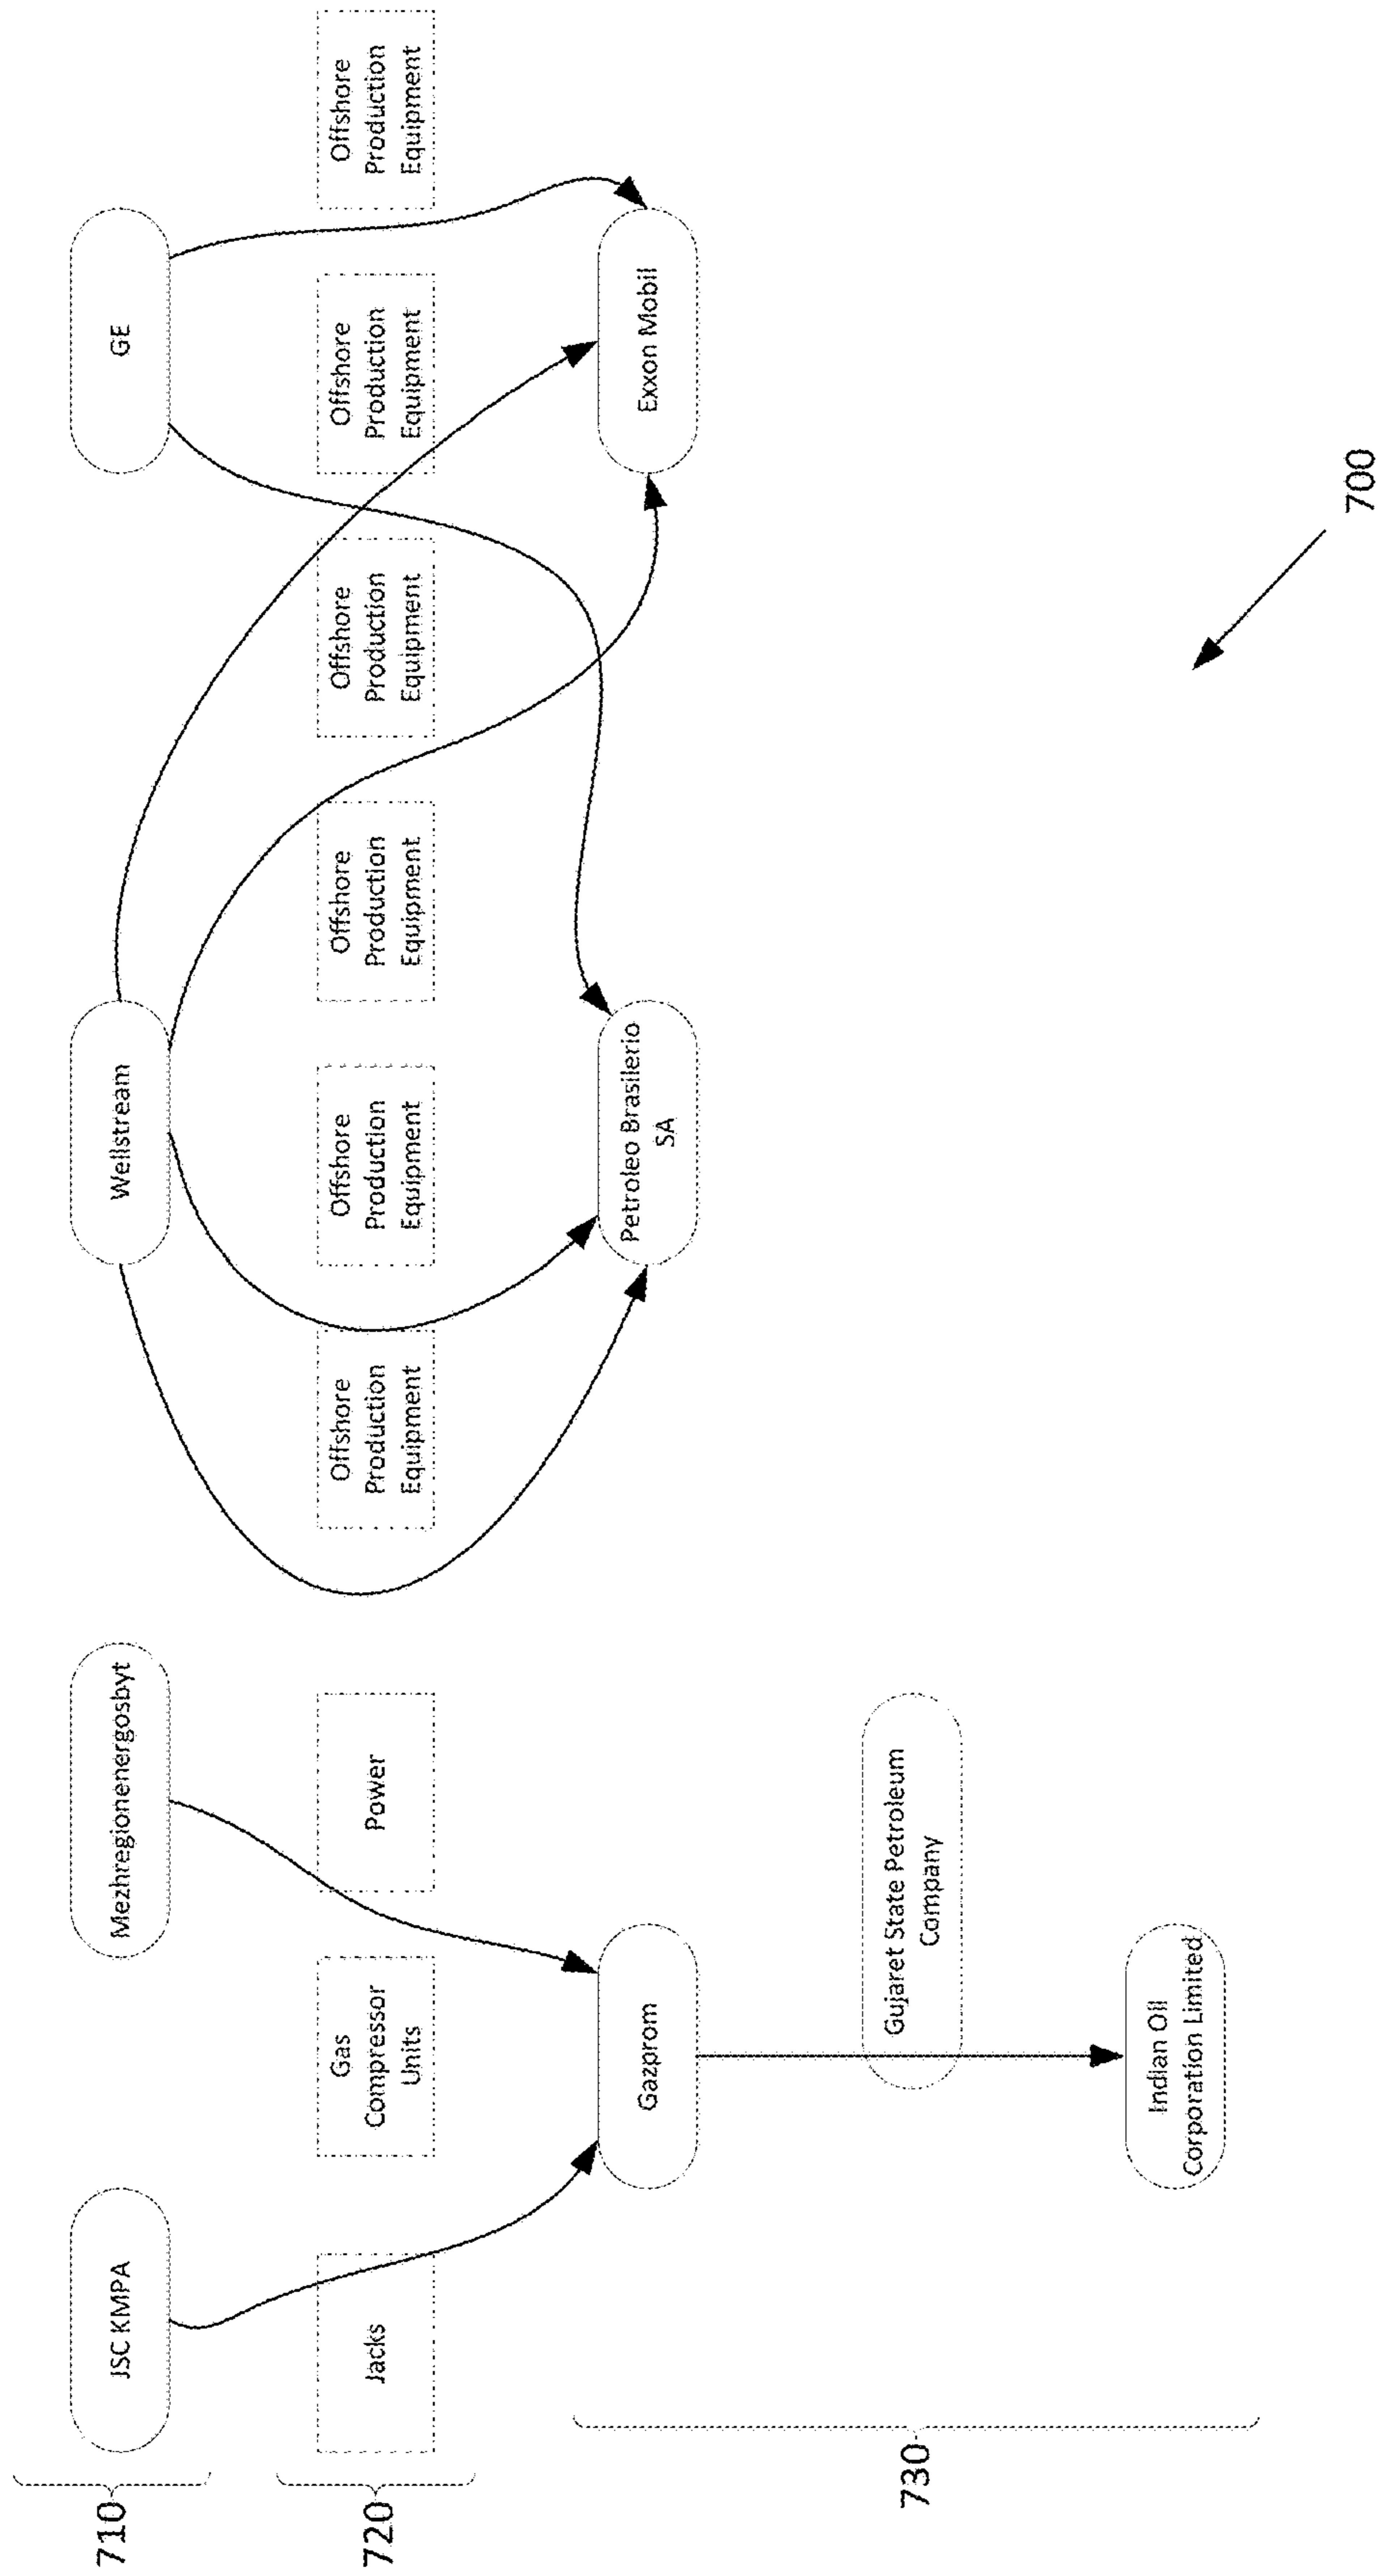 710
JSC KMPA
Mezhregionenergosbyt
Wellstream
GE
720
Jacks
Gas
Compressor
Units
Power
Offshore
Production
Equipment
Offshore
Production
Equipment
Offshore
Production
Equipment
Offshore
Production
Equipment
Offshore
Production
Equipment
Offshore
Production
Equipment
730
Gazprom
Petroleo Brasilerio
SA
Exxon Mobil
Gujaret State Petroleum
Company
Indian Oil
Corporation Limited
700